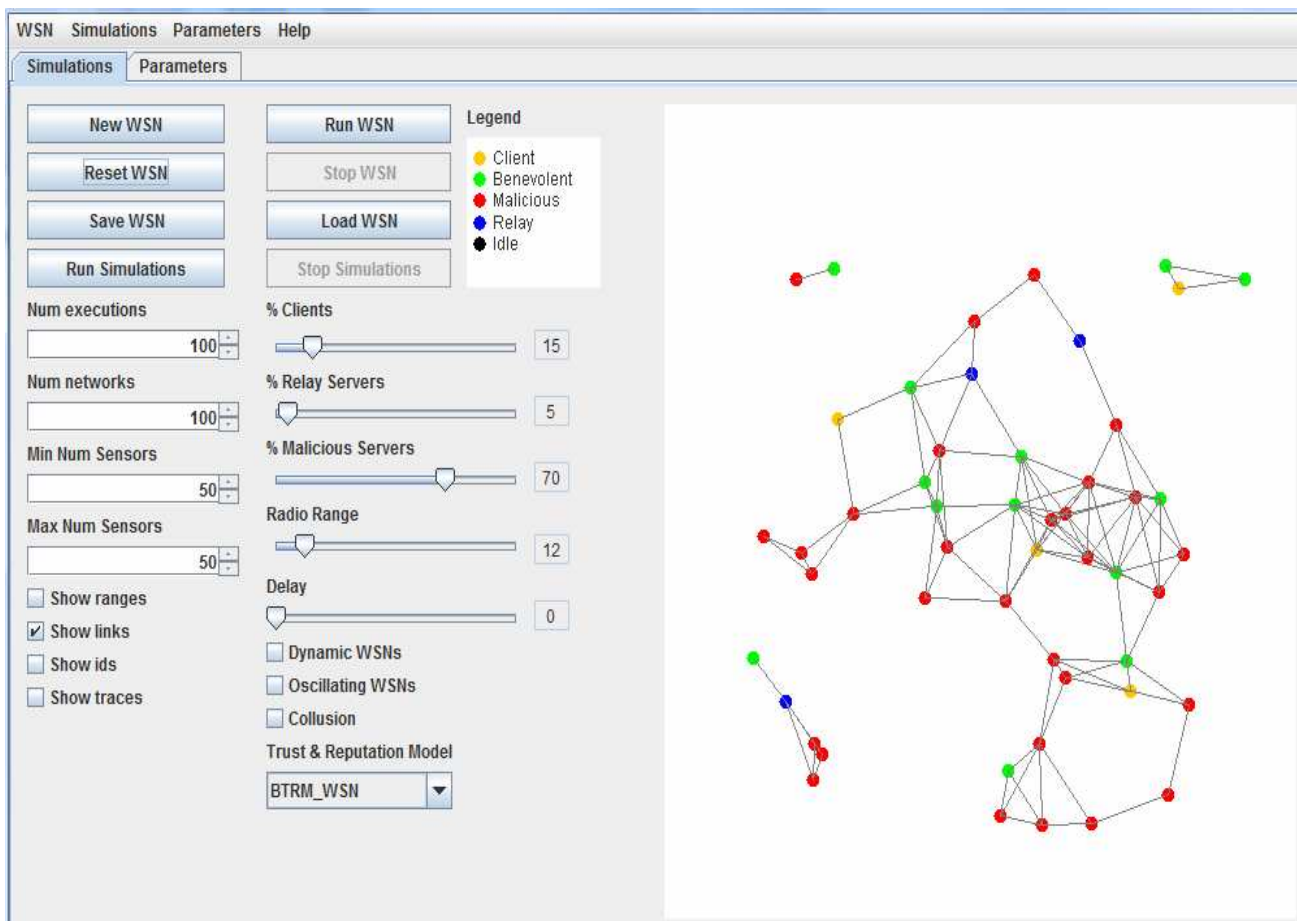 WSN Simulations Parameters Help
Simulations Parameters
New WSN
Reset WSN
Save WSN
Run Simulations
Num executions
100
Num networks
100
Min Num Sensors
50
Max Num Sensors
50
Show ranges
Show links
Show ids
Show traces
Run WSN
Stop WSN
Load WSN
Stop Simulations
% Clients
15
% Relay Servers
5
% Malicious Servers
70
Radio Range
12
Delay
0
Dynamic WSNs
Oscillating WSNs
Collusion
Trust & Reputation Model
BTRM_WSN
Legend
Client
Benevolent
Malicious
Relay
Idle